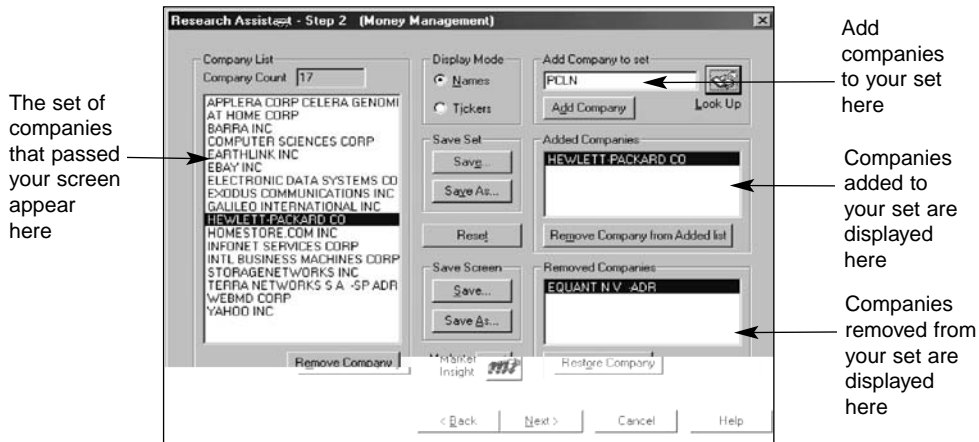 Research Assistant - Step 2 (Money Management)
Company List
Company Count 17
APPLERA CORP CELERA GENOMI
AT HOME CORP
BARRA INC
COMPUTER SCIENCES CORP
EARTHLINK INC
EBAY INC
ELECTRONIC DATA SYSTEMS CO
EXODUS COMMUNICATIONS INC
GALILEO INTERNATIONAL INC
HEWLETT-PACKARD CO
HOMESTORE.COM INC
INFONET SERVICES CORP
INTL BUSINESS MACHINES CORP
STORAGENETWORKS INC
TERRA NETWORKS S A -SP ADR
WEBMD CORP
YAHOO INC
Remove Company
Display Mode
Names
Tickers
Save Set
Save...
Save As...
Reset
Save Screen
Save...
Save As...
Market
Insight
mi
Add Company to set
PCLN
Look Up
Add Company
Added Companies
HEWLETT-PACKARD CO
Remove Company from Added list
Removed Companies
EQUANT N V -ADR
Restore Company
< Back
Next >
Cancel
Help
The set of
companies
that passed
your screen
appear
here
Add
companies
to your set
here
Companies
added to
your set are
displayed
here
Companies
removed from
your set are
displayed
here